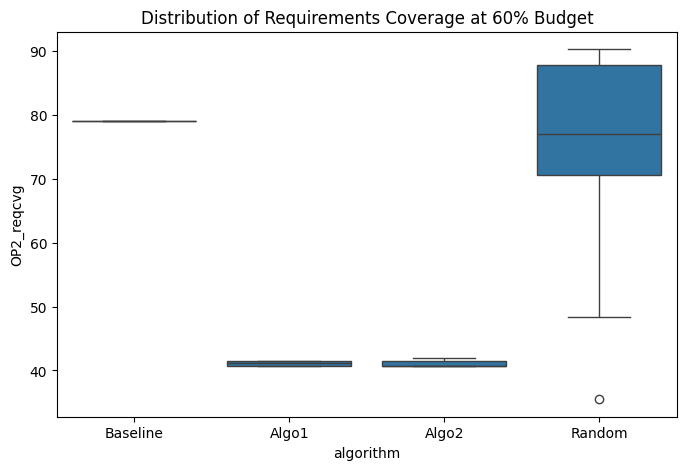 Distribution of Requirements Coverage at 60% Budget
OP2_reqcvg
90
80
70
60
50
40
Baseline
Algo1
Algo2
Random
algorithm